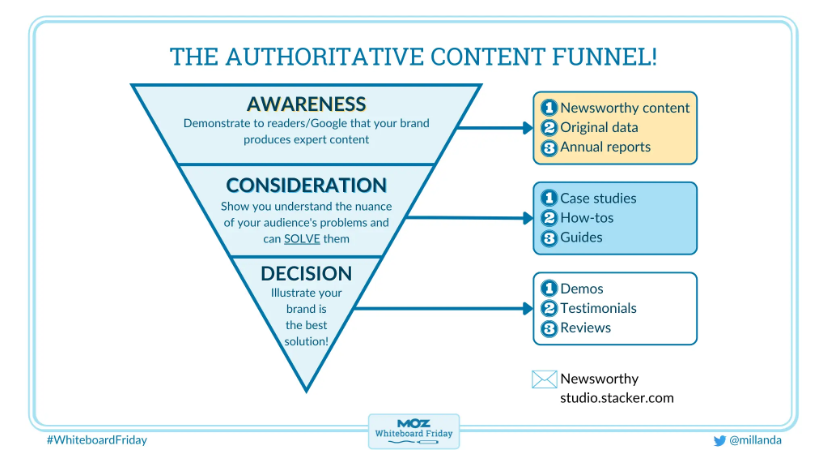 THE AUTHORITATIVE CONTENT FUNNEL!
AWARENESS
Demonstrate to readers/Google that your brand
produces expert content
1 Newsworthy content
2 Original data
3 Annual reports
CONSIDERATION
Show you understand the nuance
of your audience's problems and
can SOLVE them
1 Case studies
2 How-tos
3 Guides
DECISION
Illustrate your
brand is
the best
solution!
1 Demos
2 Testimonials
3 Reviews
Newsworthy
studio.stacker.com
#WhiteboardFriday
MOZ
Whiteboard Friday
@millanda